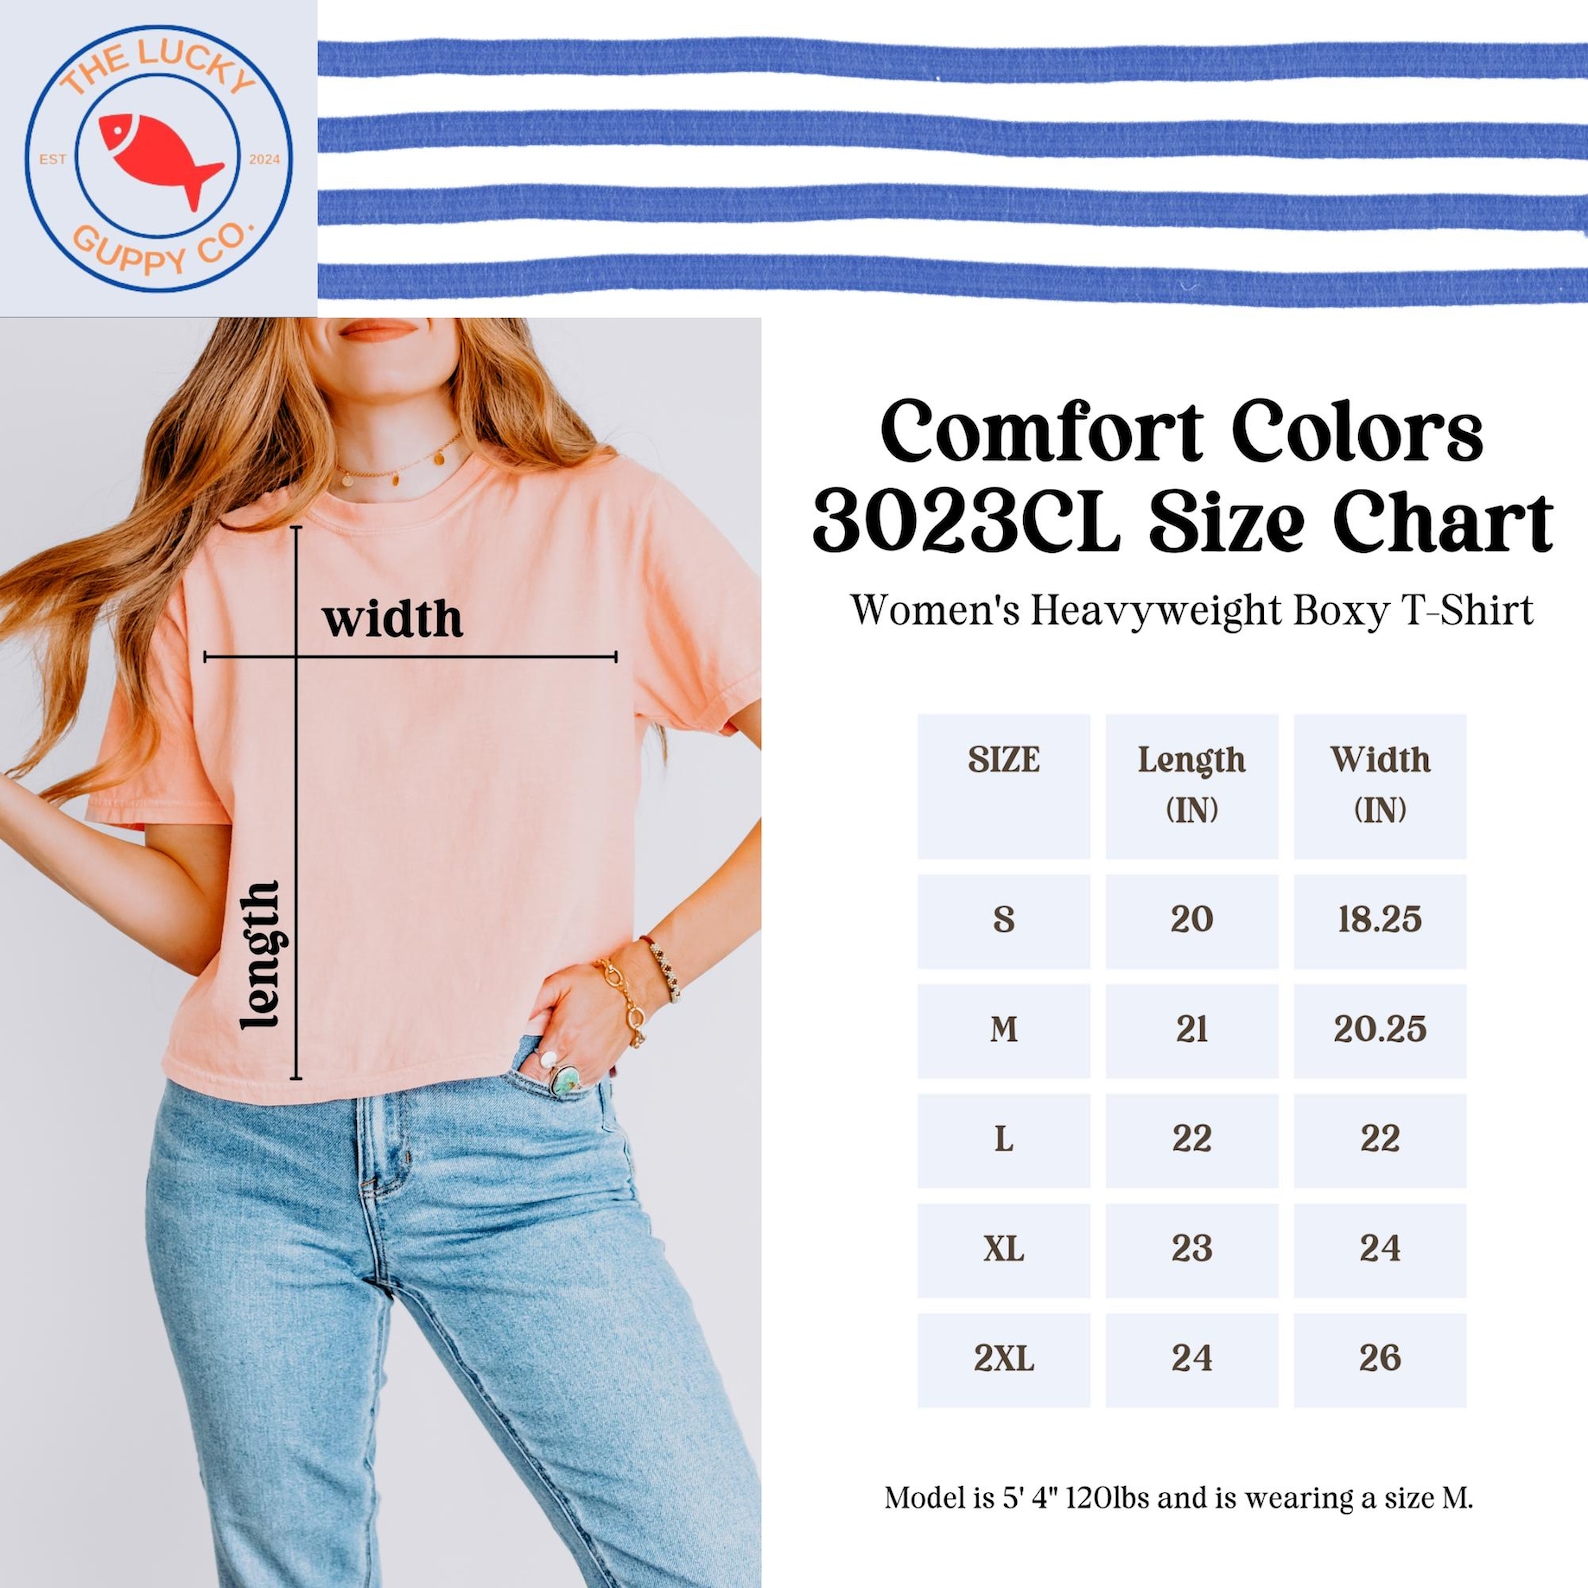 THE LUCKY
EST 2024
GUPPY CO.
Comfort Colors
3023CL Size Chart
Women's Heavyweight Boxy T-Shirt
width
length
SIZE Length (IN) Width (IN)
S 20 18.25
M 21 20.25
L 22 22
XL 23 24
2XL 24 26
Model is 5' 4" 120lbs and is wearing a size M.